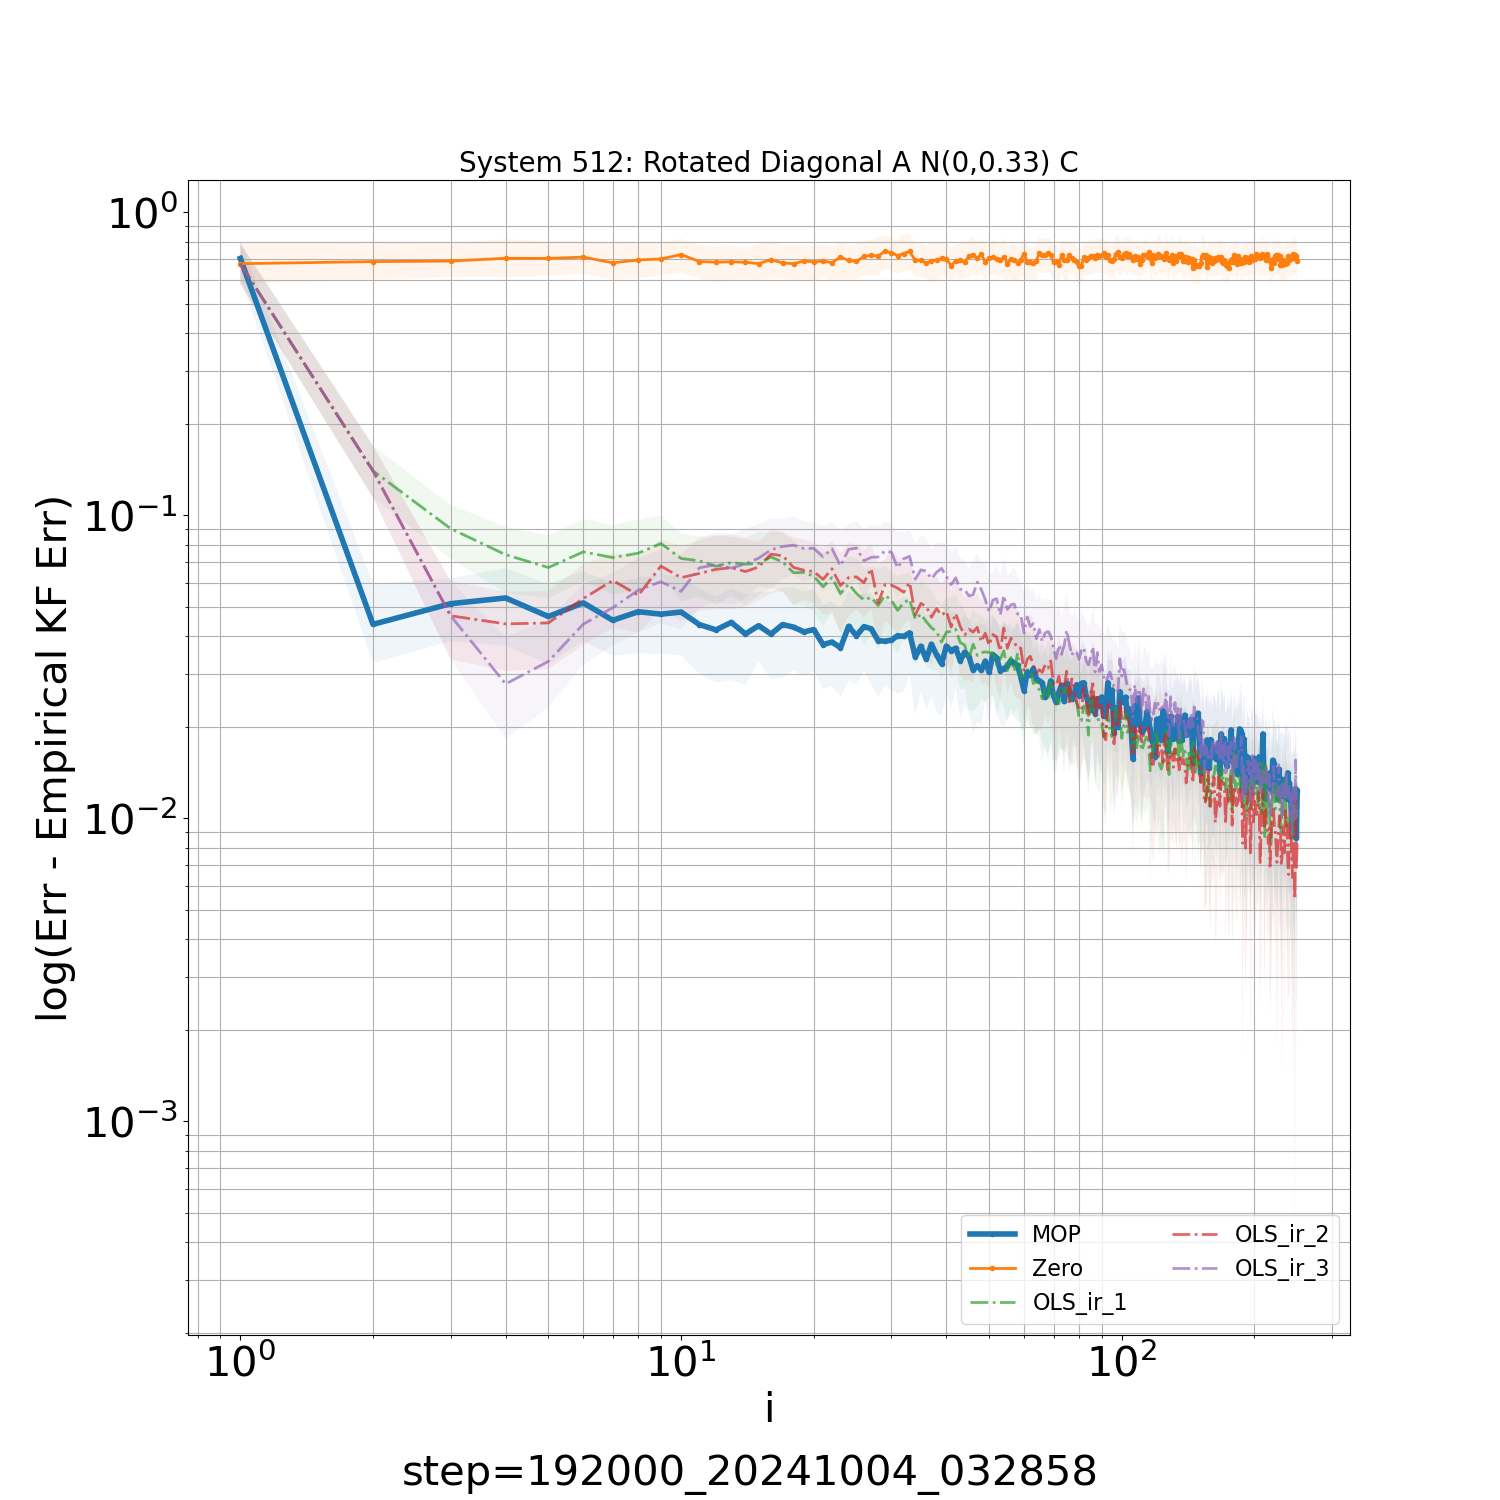 System 512: Rotated Diagonal A N(0,0.33) C
log(Err - Empirical KF Err)
10⁰
10⁻¹
10⁻²
10⁻³
MOP
Zero
OLS_ir_1
OLS_ir_2
OLS_ir_3
10⁰ 10¹ 10²
i
step=192000_20241004_032858